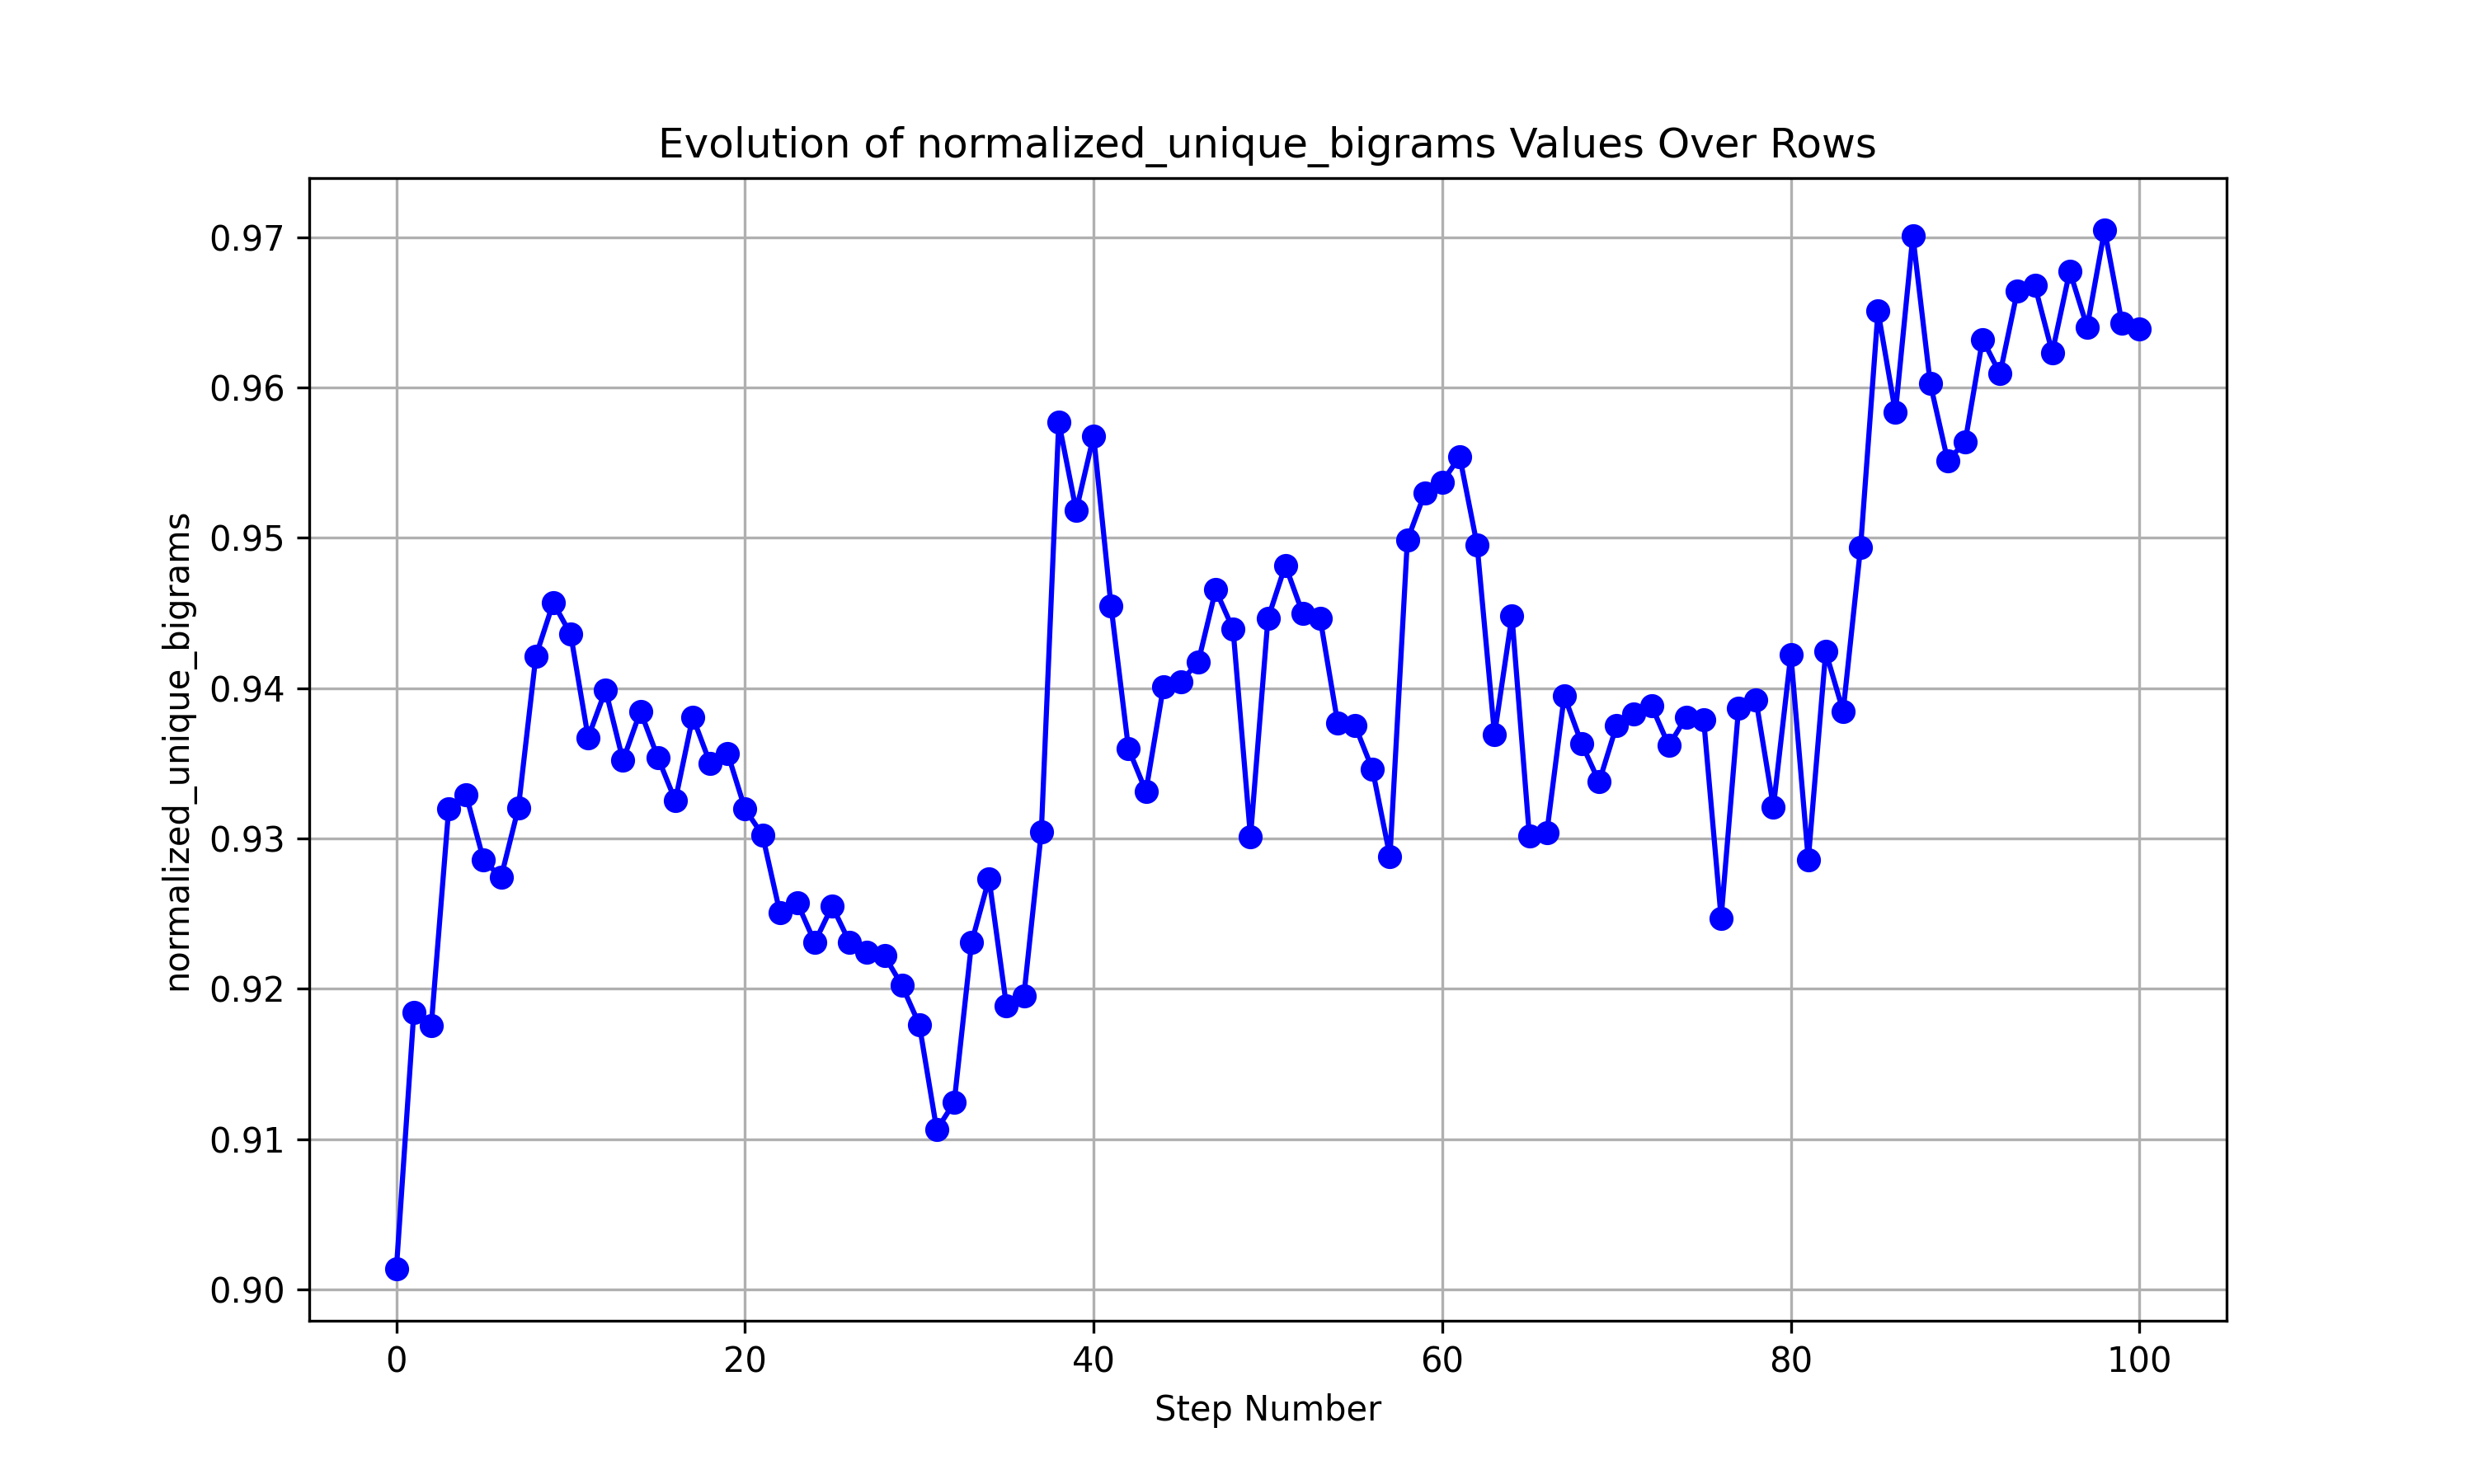 Evolution of normalized_unique_bigrams Values Over Rows
normalized_unique_bigrams
0.97
0.96
0.95
0.94
0.93
0.92
0.91
0.90
0 20 40 60 80 100
Step Number